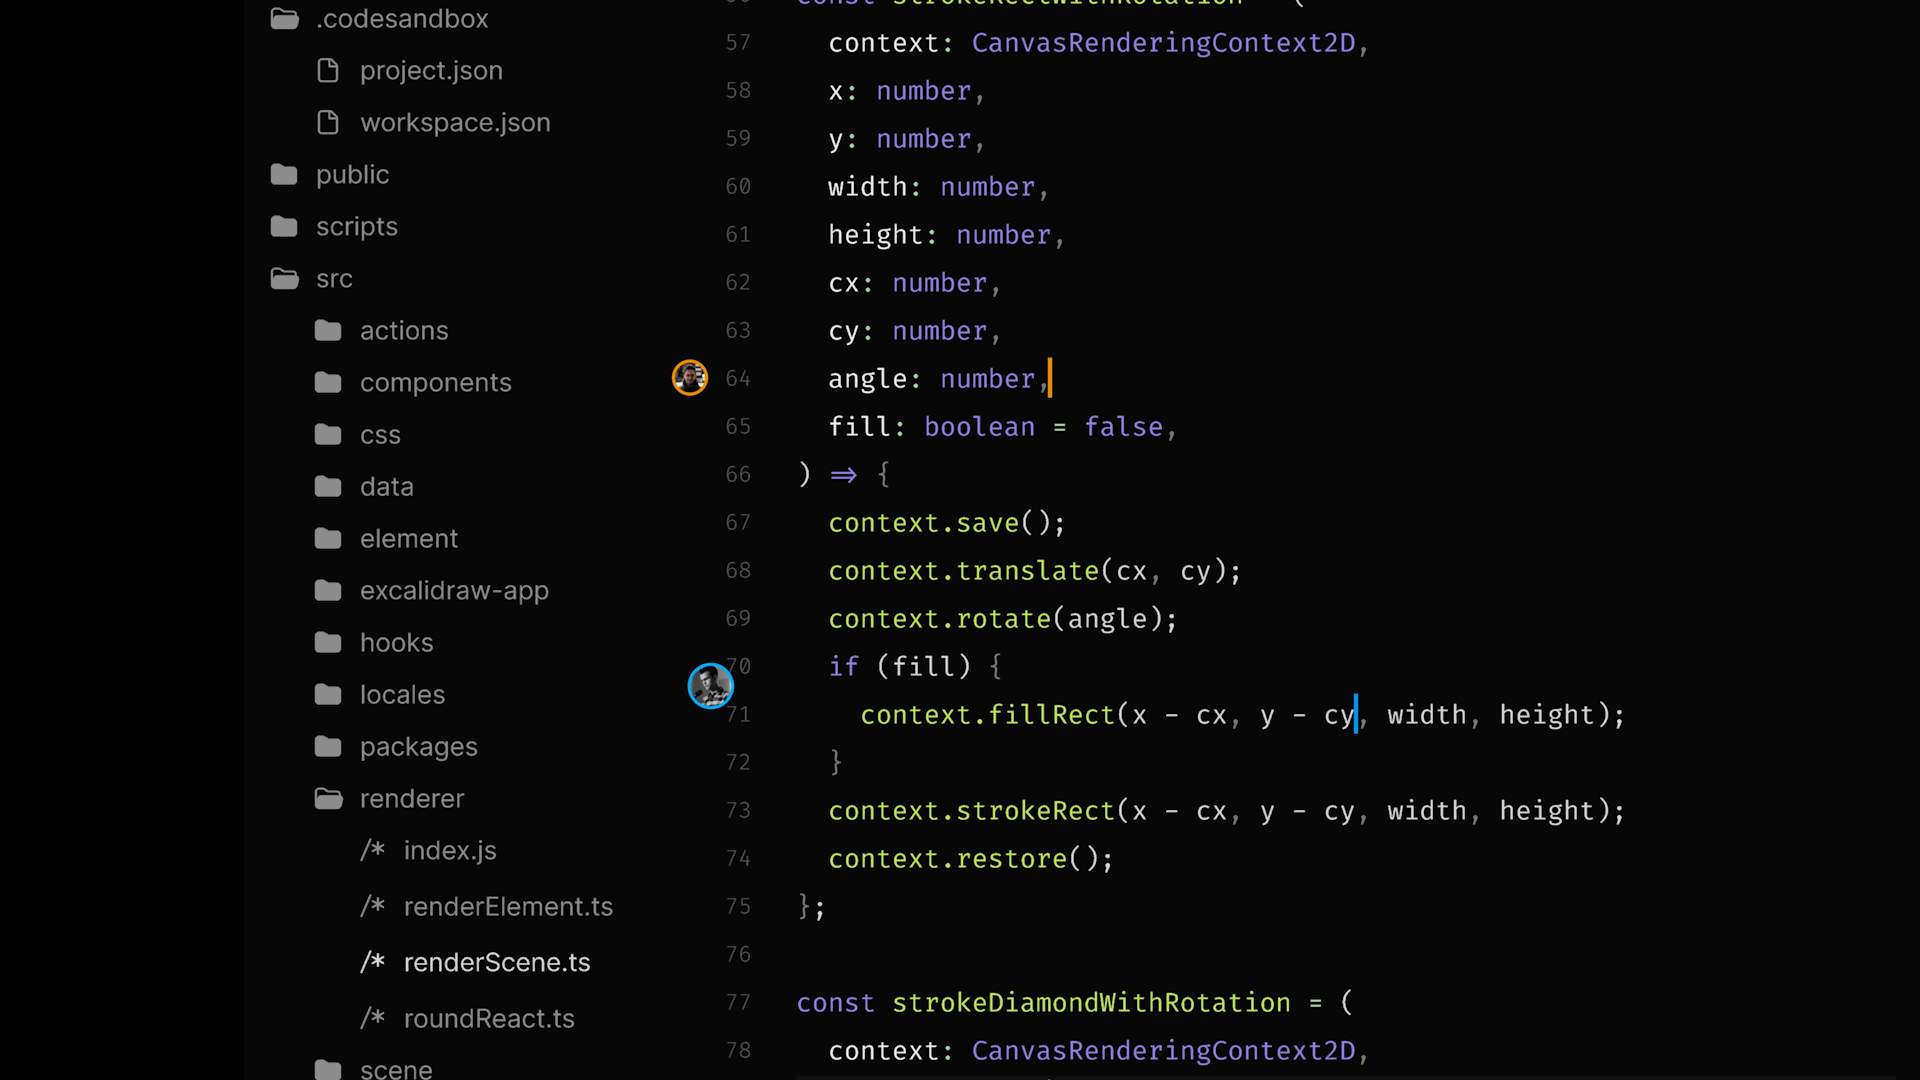 .codesandbox
project.json
workspace.json
public
scripts
src
actions
components
css
data
element
excalidraw-app
hooks
locales
packages
renderer
/* index.js
/* renderElement.ts
/* renderScene.ts
/* roundReact.ts
scene
const strokeRectWithRotation = (
57 context: CanvasRenderingContext2D,
58 x: number,
59 y: number,
60 width: number,
61 height: number,
62 cx: number,
63 cy: number,
64 angle: number,
65 fill: boolean = false,
66 ) => {
67 context.save();
68 context.translate(cx, cy);
69 context.rotate(angle);
70 if (fill) {
71 context.fillRect(x - cx, y - cy, width, height);
72 }
73 context.strokeRect(x - cx, y - cy, width, height);
74 context.restore();
75 };
76
77 const strokeDiamondWithRotation = (
78 context: CanvasRenderingContext2D,